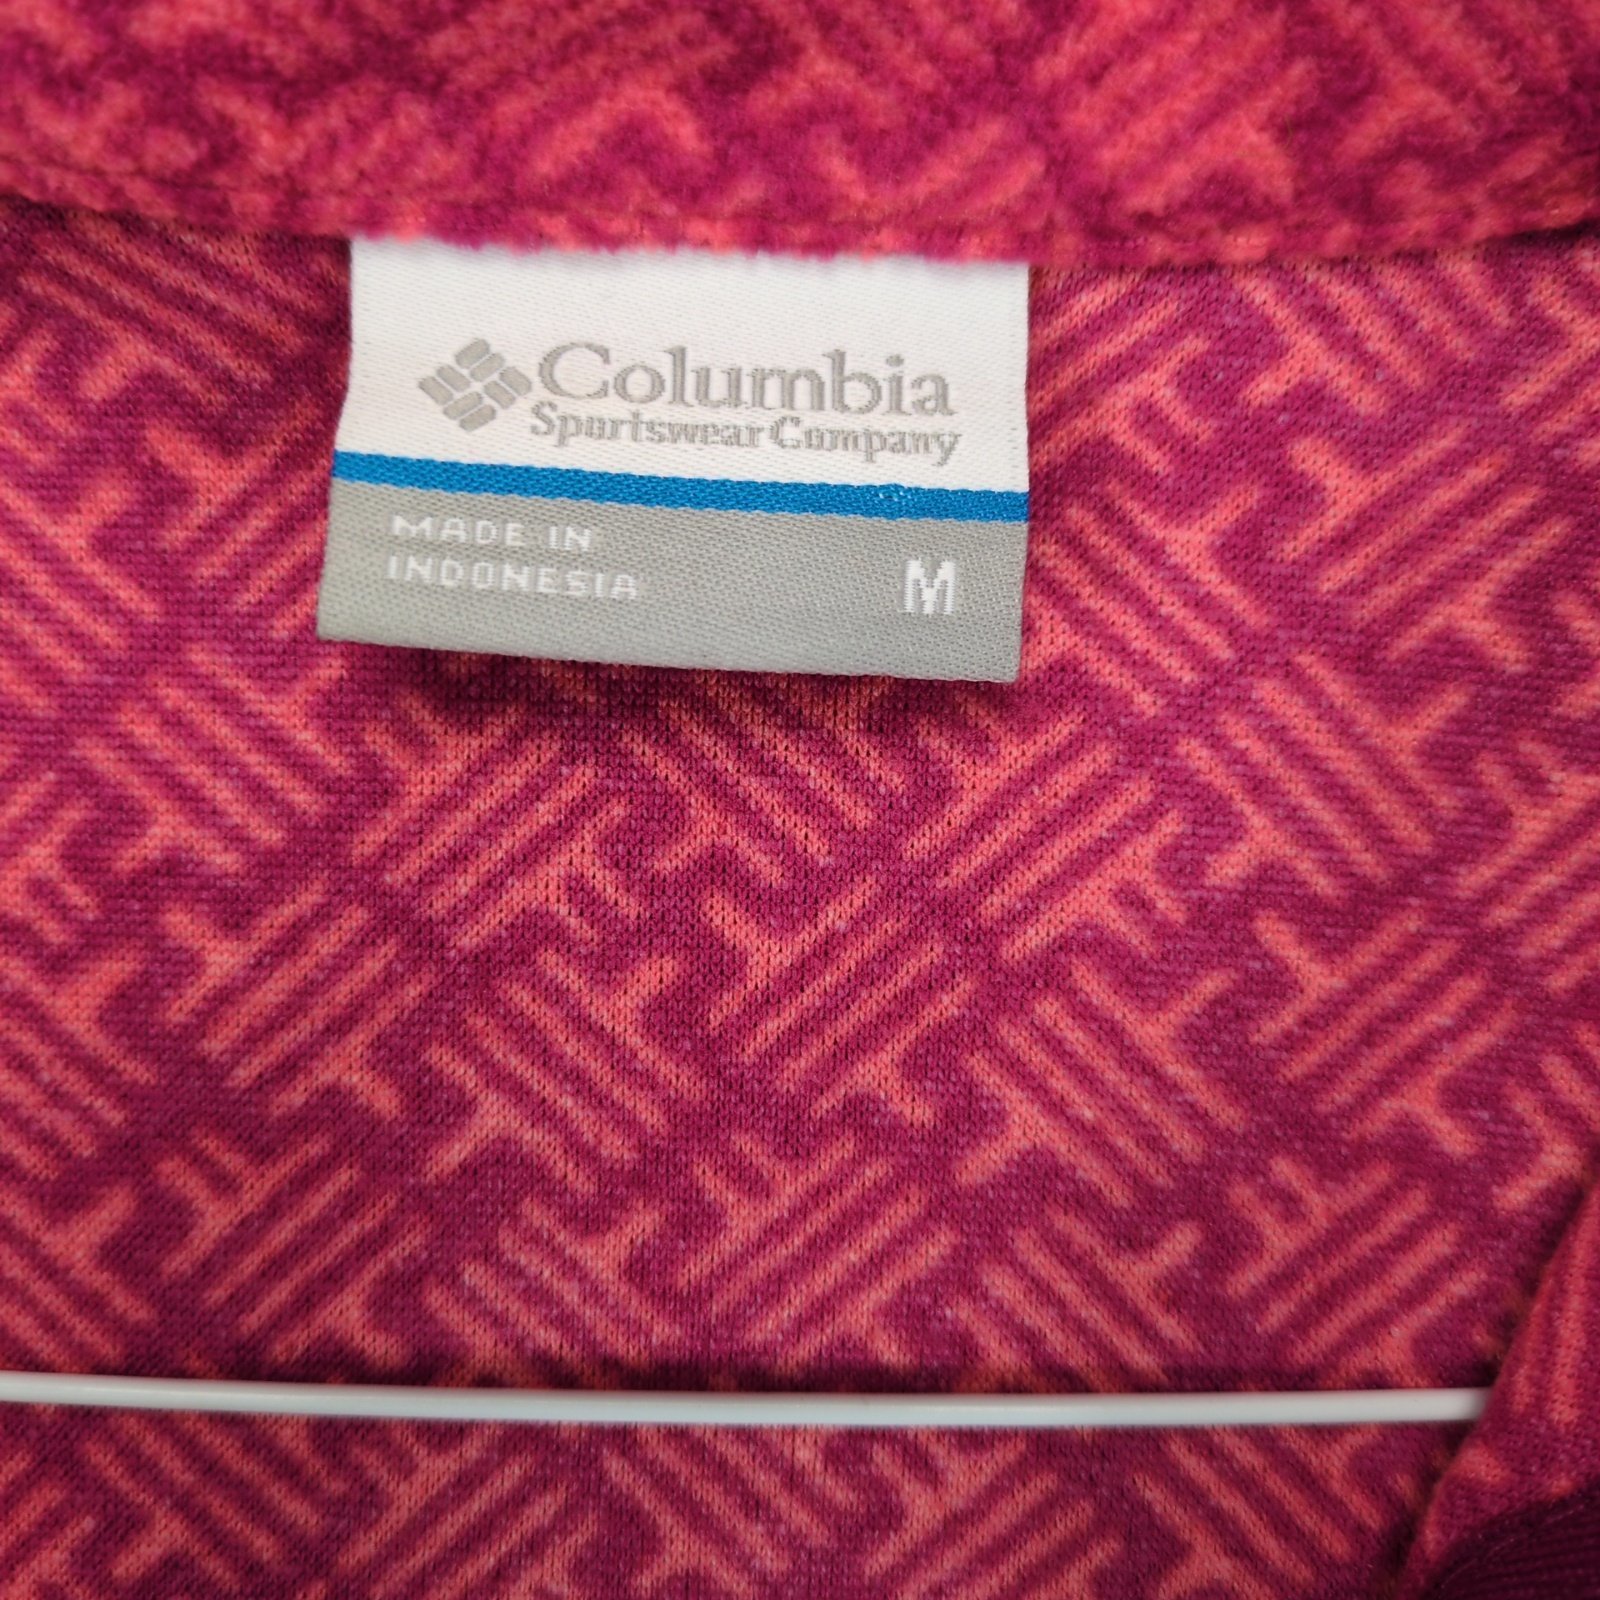 Columbia
Sportswear Company
MADE IN
INDONESIA
M